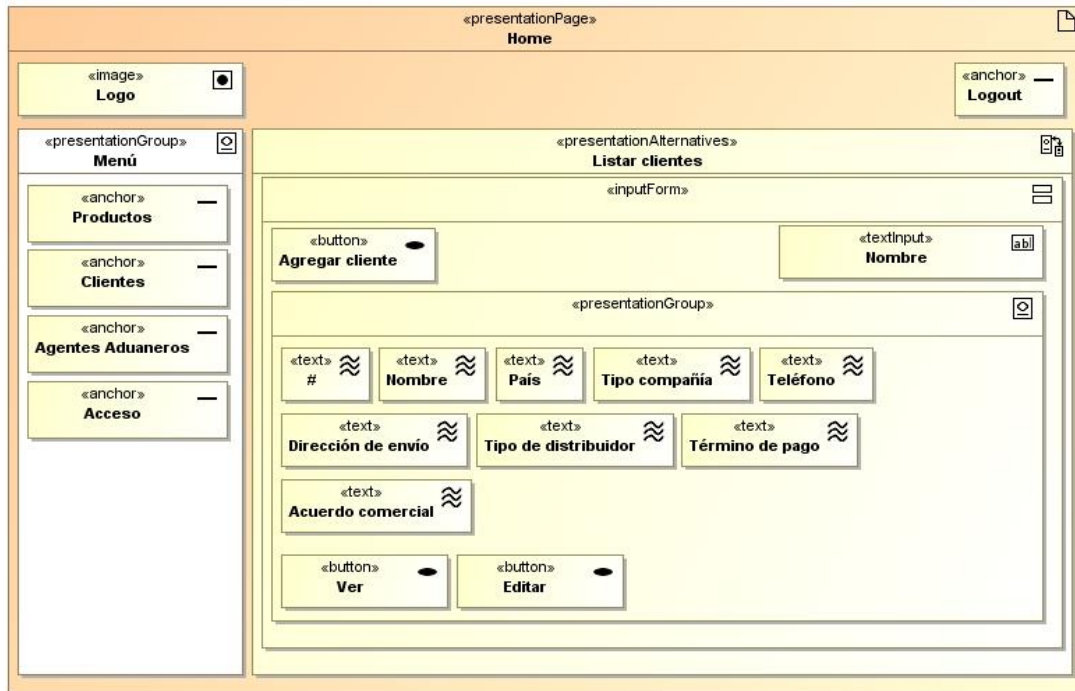 «presentationPage»
Home
«image»
Logo
«anchor»
Logout
«presentationGroup»
Menú
«anchor»
Productos
«anchor»
Clientes
«anchor»
Agentes Aduaneros
«anchor»
Acceso
«presentationAlternatives»
Listar clientes
«inputForm»
«button»
Agregar cliente
«textInput»
Nombre
ab
«presentationGroup»
«text»
#
«text»
Nombre
«text»
País
«text»
Tipo compañía
«text»
Teléfono
«text»
Dirección de envío
«text»
Tipo de distribuidor
«text»
Término de pago
«text»
Acuerdo comercial
«button»
Ver
«button»
Editar